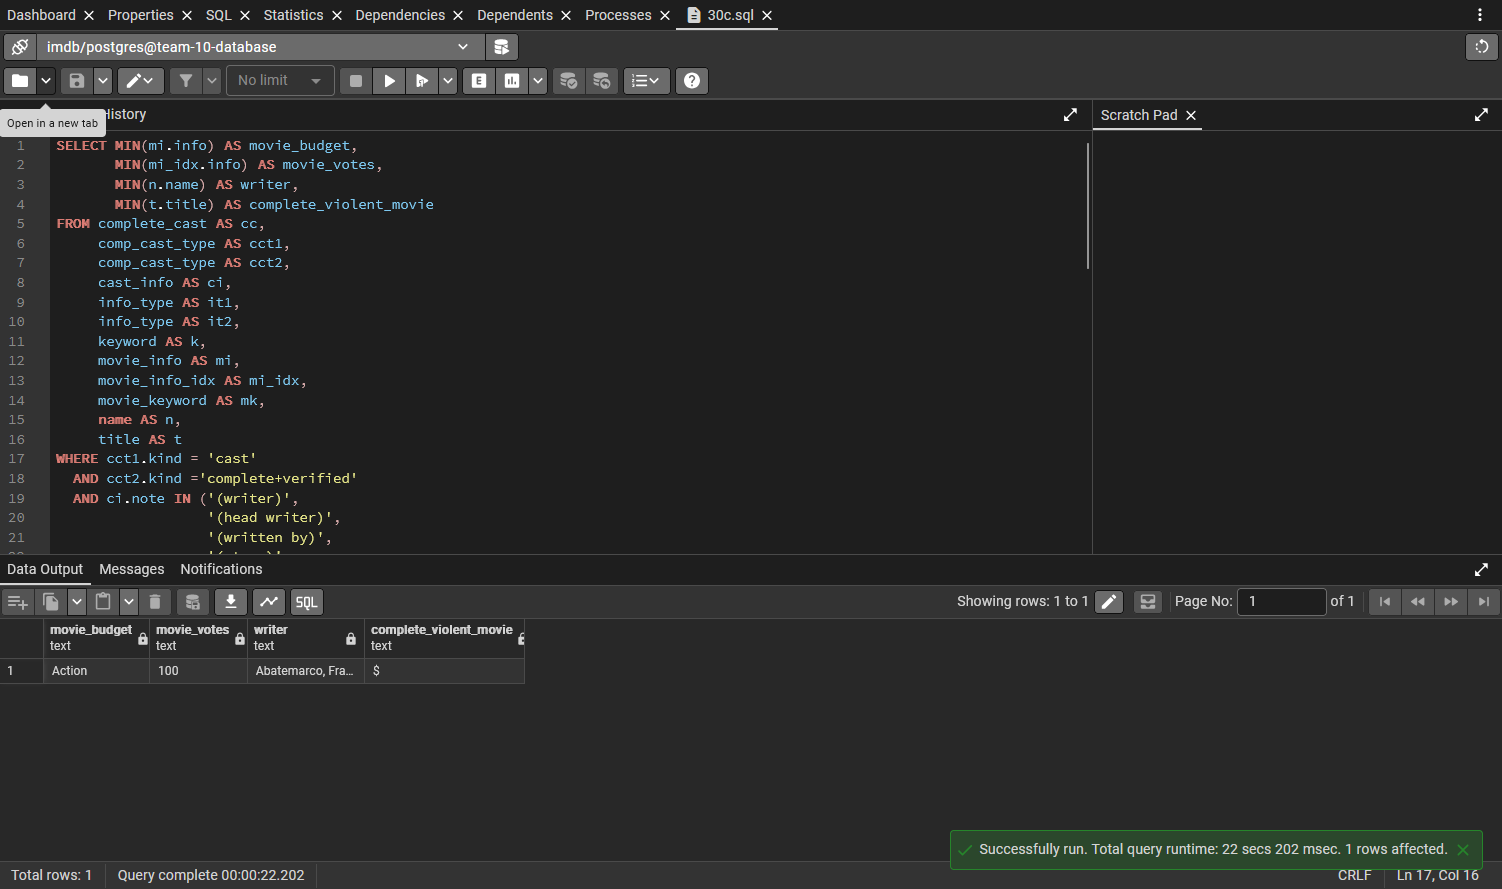 Dashboard Properties SQL Statistics Dependencies Dependents Processes 30c.sql
imdb/postgres@team-10-database
No limit E
Open in a new tab
History Scratch Pad
1 SELECT MIN(mi.info) AS movie_budget,
2 MIN(mi_idx.info) AS movie_votes,
3 MIN(n.name) AS writer,
4 MIN(t.title) AS complete_violent_movie
5 FROM complete_cast AS cc,
6 comp_cast_type AS cct1,
7 comp_cast_type AS cct2,
8 cast_info AS ci,
9 info_type AS it1,
10 info_type AS it2,
11 keyword AS k,
12 movie_info AS mi,
13 movie_info_idx AS mi_idx,
14 movie_keyword AS mk,
15 name AS n,
16 title AS t
17 WHERE cct1.kind = 'cast'
18 AND cct2.kind ='complete+verified'
19 AND ci.note IN ('(writer)',
20 '(head writer)',
21 '(written by)',
Data Output Messages Notifications
SQL Showing rows: 1 to 1 Page No: 1 of 1
movie_budget movie_votes writer complete_violent_movie
text text text text
1 Action 100 Abatemarco, Fra... $
Successfully run. Total query runtime: 22 secs 202 msec. 1 rows affected.
Total rows: 1 Query complete 00:00:22.202 CRLF Ln 17, Col 16